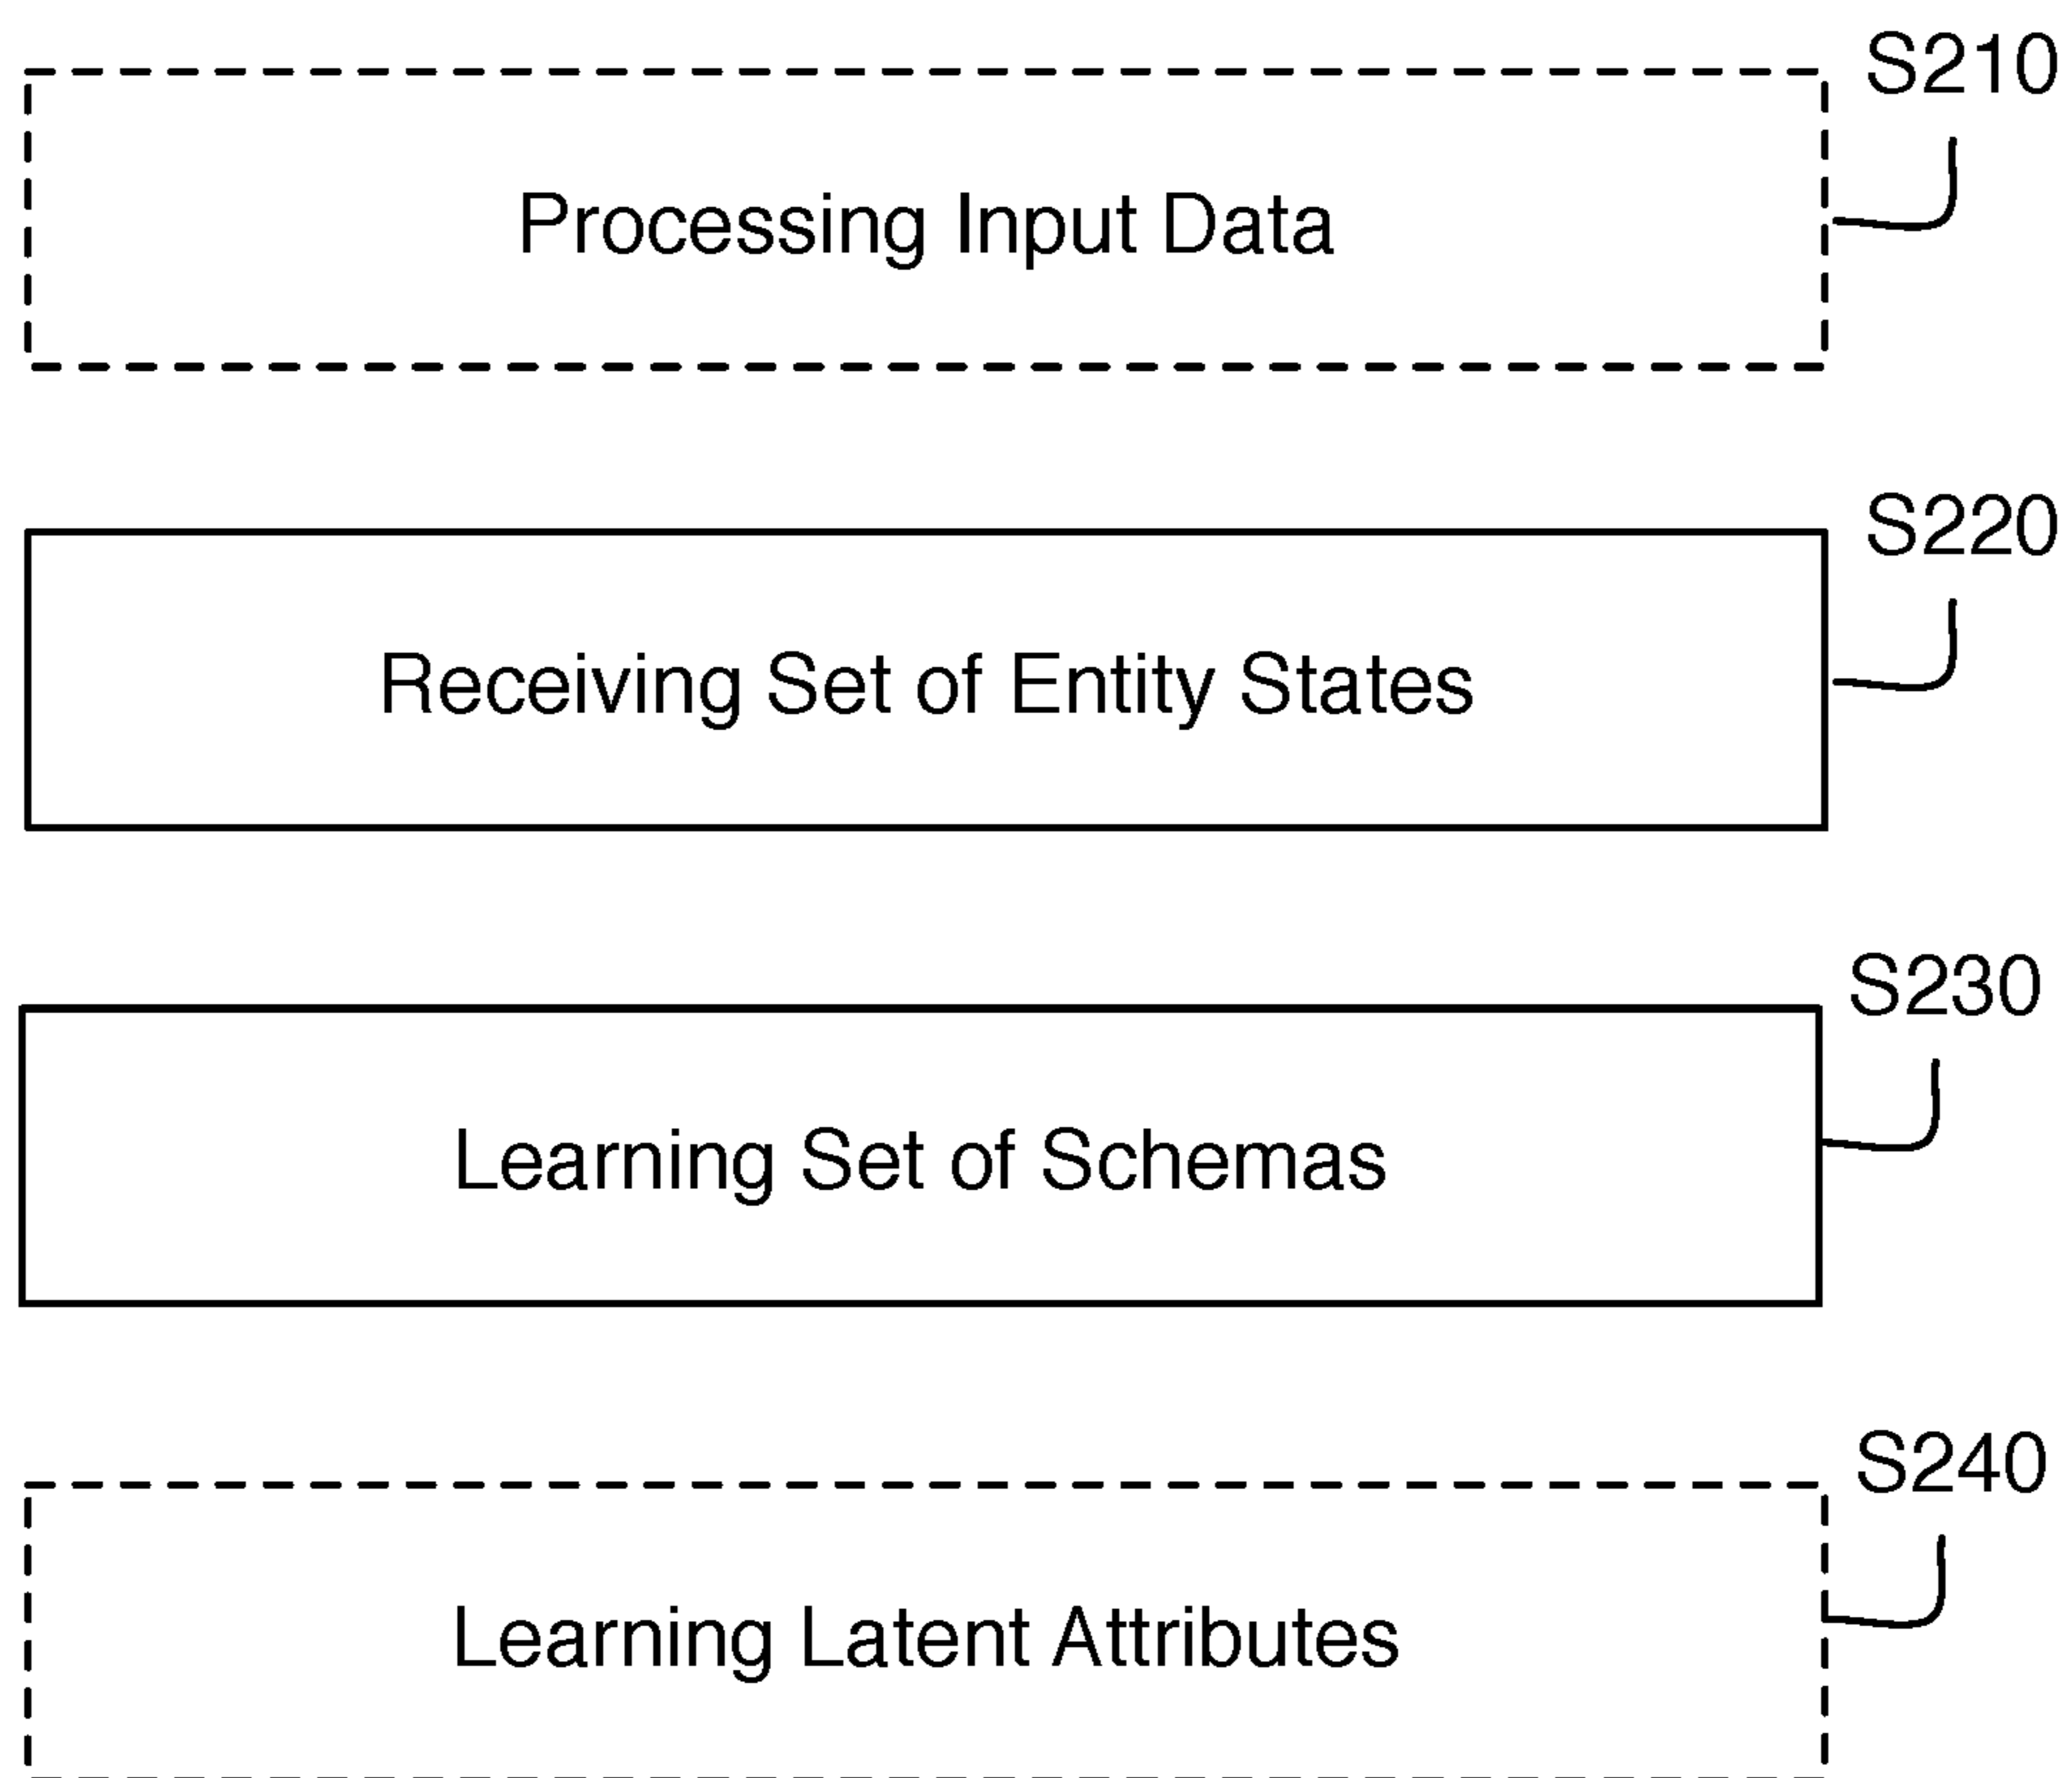 S210
Processing Input Data
S220
Receiving Set of Entity States
S230
Learning Set of Schemas
S240
Learning Latent Attributes